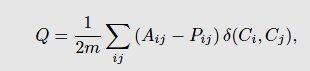 Q = \frac{1}{2m} \sum_{ij} (A_{ij} - P_{ij}) \, \delta(C_i, C_j),